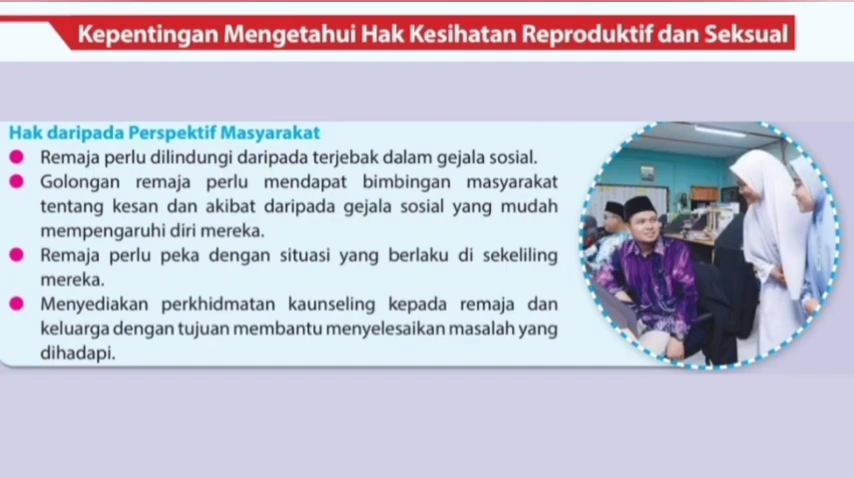 Kepentingan Mengetahui Hak Kesihatan Reproduktif dan Seksual
Hak daripada Perspektif Masyarakat
● Remaja perlu dilindungi daripada terjebak dalam gejala sosial.
● Golongan remaja perlu mendapat bimbingan masyarakat
tentang kesan dan akibat daripada gejala sosial yang mudah
mempengaruhi diri mereka.
● Remaja perlu peka dengan situasi yang berlaku di sekeliling
mereka.
● Menyediakan perkhidmatan kaunseling kepada remaja dan
keluarga dengan tujuan membantu menyelesaikan masalah yang
dihadapi.